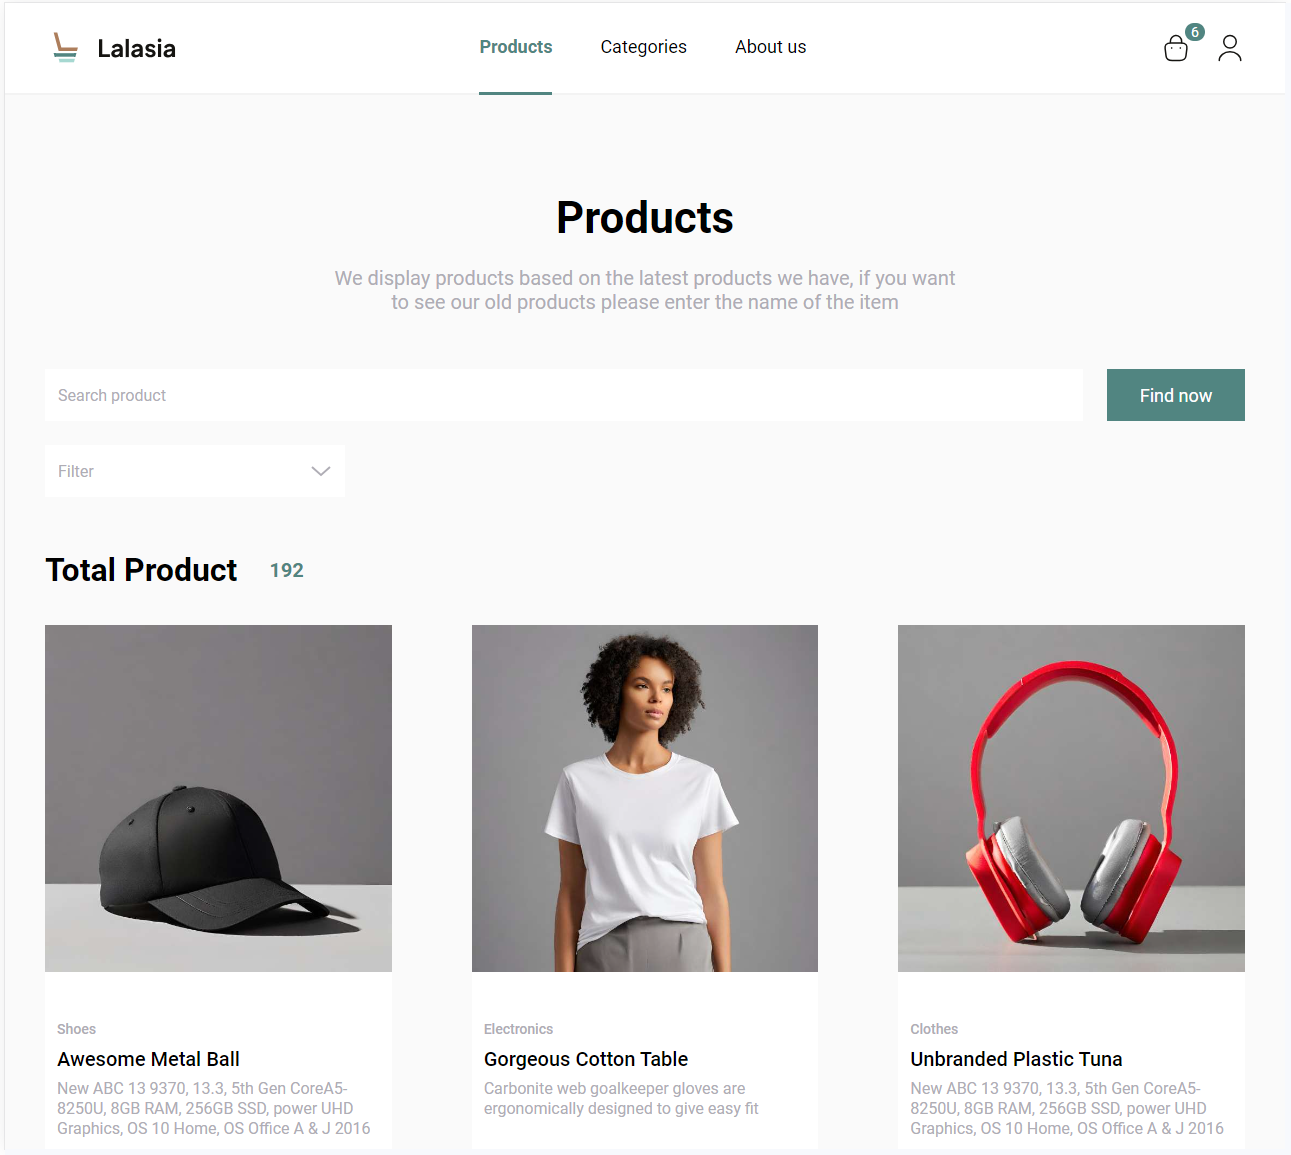 Lalasia
Products
Categories
About us
6
Products
We display products based on the latest products we have, if you want
to see our old products please enter the name of the item
Search product
Find now
Filter
Total Product
192
Shoes
Awesome Metal Ball
New ABC 13 9370, 13.3, 5th Gen CoreA5-
8250U, 8GB RAM, 256GB SSD, power UHD
Graphics, OS 10 Home, OS Office A & J 2016
Electronics
Gorgeous Cotton Table
Carbonite web goalkeeper gloves are
ergonomically designed to give easy fit
Clothes
Unbranded Plastic Tuna
New ABC 13 9370, 13.3, 5th Gen CoreA5-
8250U, 8GB RAM, 256GB SSD, power UHD
Graphics, OS 10 Home, OS Office A & J 2016